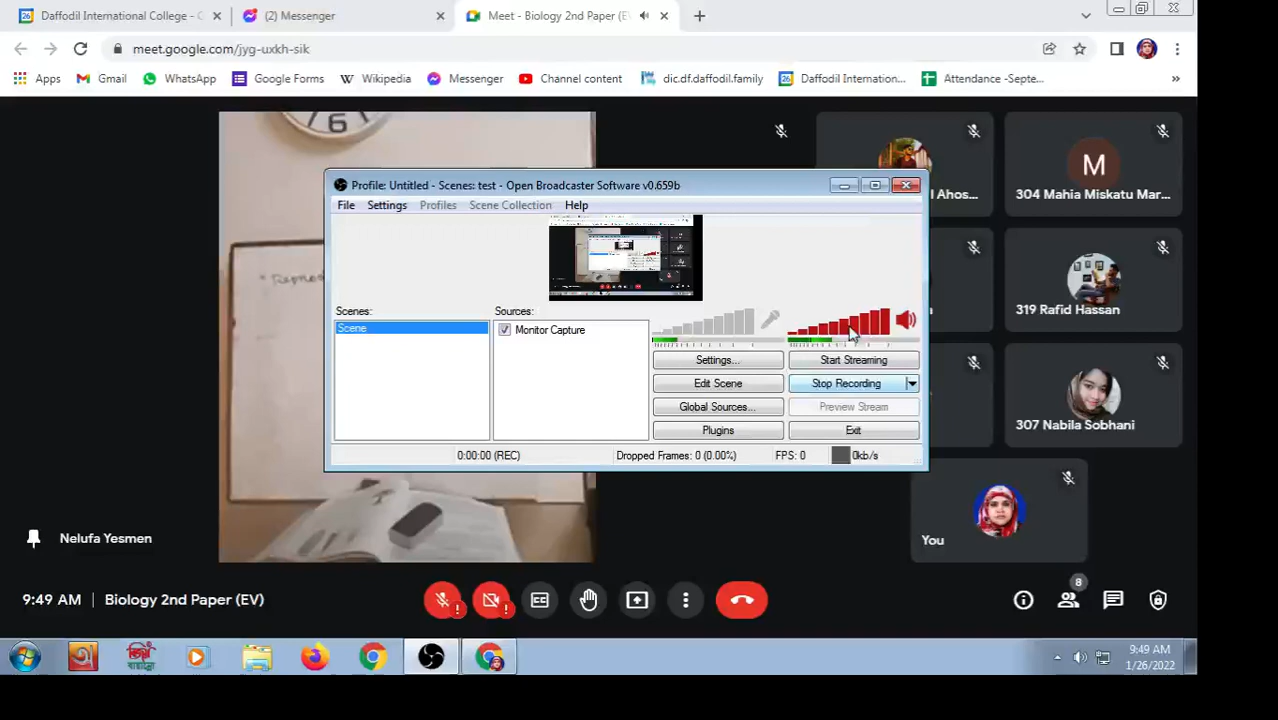 Daffodil International College - C
(2) Messenger
Meet - Biology 2nd Paper (EV
meet.google.com/jyg-uxkh-sik
Apps
Gmail
WhatsApp
Google Forms
Wikipedia
Messenger
Channel content
dic.df.daffodil.family
Daffodil Internation...
Attendance -Septe...
»
l Ahos...
M
304 Mahia Miskatu Mar...
Profile: Untitled - Scenes: test - Open Broadcaster Software v0.659b
File
Settings
Profiles
Scene Collection
Help
319 Rafid Hassan
Scenes:
Sources:
Scene
Monitor Capture
Settings...
Start Streaming
Edit Scene
Stop Recording
Global Sources...
Preview Stream
Plugins
Exit
307 Nabila Sobhani
0:00:00 (REC)
Dropped Frames: 0 (0.00%)
FPS: 0
0kb/s
Nelufa Yesmen
You
9:49 AM
Biology 2nd Paper (EV)
8
9:49 AM
1/26/2022